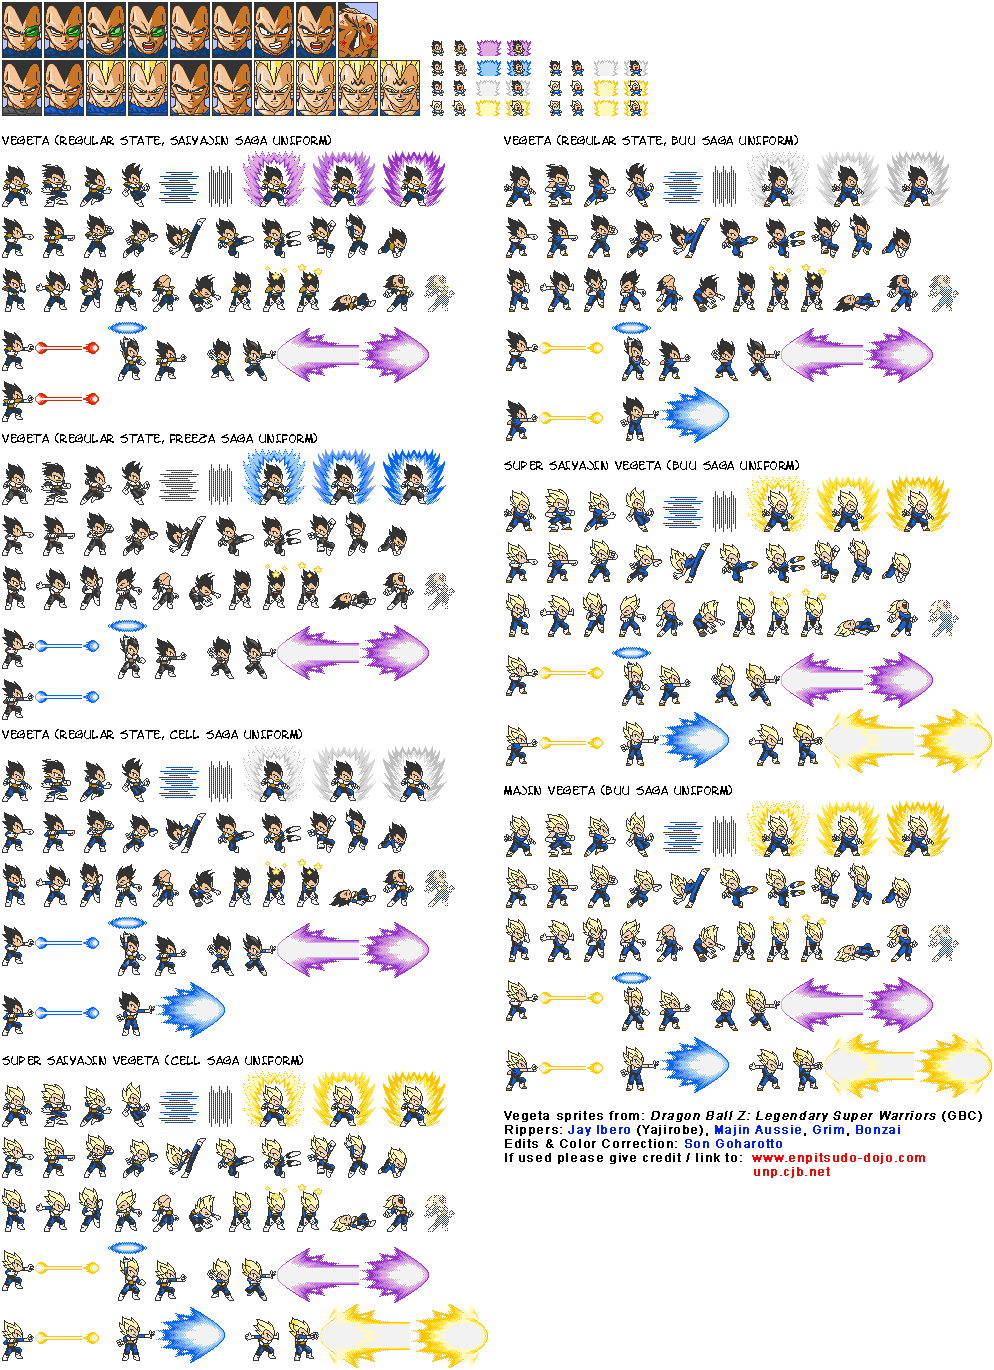 VEGETA (REGULAR STATE, SAIYAJIN SAGA UNIFORM)
VEGETA (REGULAR STATE, FREEZA SAGA UNIFORM)
VEGETA (REGULAR STATE, CELL SAGA UNIFORM)
SUPER SAIYAJIN VEGETA (CELL SAGA UNIFORM)
VEGETA (REGULAR STATE, BUU SAGA UNIFORM)
SUPER SAIYAJIN VEGETA (BUU SAGA UNIFORM)
MAJIN VEGETA (BUU SAGA UNIFORM)
Vegeta sprites from: Dragon Ball Z: Legendary Super Warriors (GBC)
Rippers: Jay Ibero (Yajirobe), Majin Aussie, Grim, Bonzai
Edits & Color Correction: Son Goharotto
If used please give credit / link to: www.enpitsudo-dojo.com
unp.cjb.net